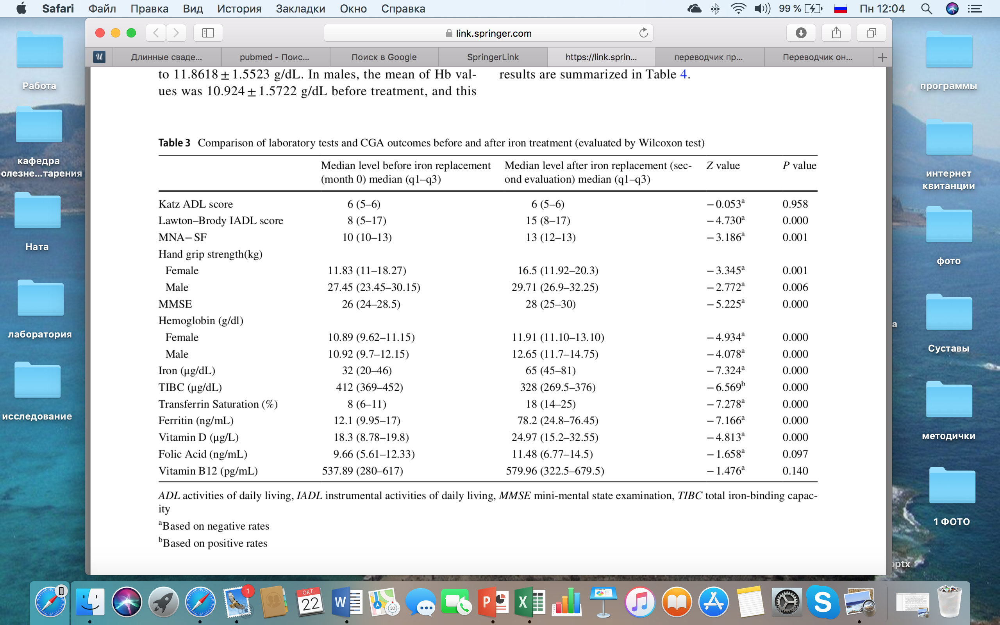 Safari Файл Правка Вид История Закладки Окно Справка 99 % Пн 12:04
link.springer.com
Длинные сваде... pubmed - Поис... Поиск в Google SpringerLink https://link.sprin... переводчик пр... Переводчик он...
to 11.8618 ± 1.5523 g/dL. In males, the mean of Hb val-
ues was 10.924 ± 1.5722 g/dL before treatment, and this
results are summarized in Table 4.
Table 3 Comparison of laboratory tests and CGA outcomes before and after iron treatment (evaluated by Wilcoxon test)
Median level before iron replacement (month 0) median (q1–q3) Median level after iron replacement (sec-ond evaluation) median (q1–q3) Z value P value
Katz ADL score 6 (5–6) 6 (5–6) − 0.053a 0.958
Lawton–Brody IADL score 8 (5–17) 15 (8–17) − 4.730a 0.000
MNA− SF 10 (10–13) 13 (12–13) − 3.186a 0.001
Hand grip strength(kg)
Female 11.83 (11–18.27) 16.5 (11.92–20.3) − 3.345a 0.001
Male 27.45 (23.45–30.15) 29.71 (26.9–32.25) − 2.772a 0.006
MMSE 26 (24–28.5) 28 (25–30) − 5.225a 0.000
Hemoglobin (g/dl)
Female 10.89 (9.62–11.15) 11.91 (11.10–13.10) − 4.934a 0.000
Male 10.92 (9.7–12.15) 12.65 (11.7–14.75) − 4.078a 0.000
Iron (μg/dL) 32 (20–46) 65 (45–81) − 7.324a 0.000
TIBC (μg/dL) 412 (369–452) 328 (269.5–376) − 6.569b 0.000
Transferrin Saturation (%) 8 (6–11) 18 (14–25) − 7.278a 0.000
Ferritin (ng/mL) 12.1 (9.95–17) 78.2 (24.8–76.45) − 7.166a 0.000
Vitamin D (μg/L) 18.3 (8.78–19.8) 24.97 (15.2–32.55) − 4.813a 0.000
Folic Acid (ng/mL) 9.66 (5.61–12.33) 11.48 (6.77–14.5) − 1.658a 0.097
Vitamin B12 (pg/mL) 537.89 (280–617) 579.96 (322.5–679.5) − 1.476a 0.140
ADL activities of daily living, IADL instrumental activities of daily living, MMSE mini-mental state examination, TIBC total iron-binding capac-
ity
aBased on negative rates
bBased on positive rates
Работа
кафедра
олезне...тарения
Ната
лаборатория
исследование
программы
интернет
квитанции
фото
Суставы
методички
1 ФОТО
а
pptx
1
ОКТ.
22
W
3D
P
X
S